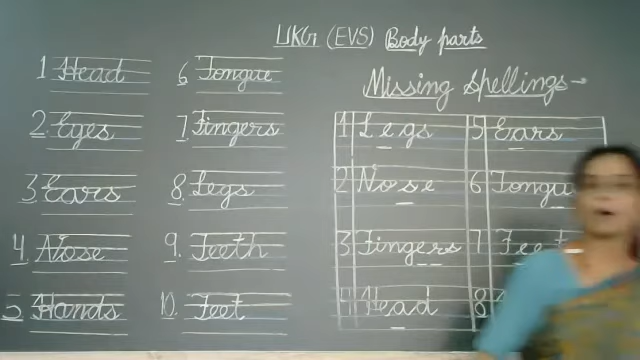 UKG (EVS) Body parts
1 Head
2. Eyes
3. Ears
4. Nose
5 Hands
6 Tongue
7. Fingers
8. Legs
9. Teeth
10. Feet
Missing Spellings
1 Legs
2 Nose
3 Fingers
4 Head
5 Ears
6 Tongu
7 Feet
8